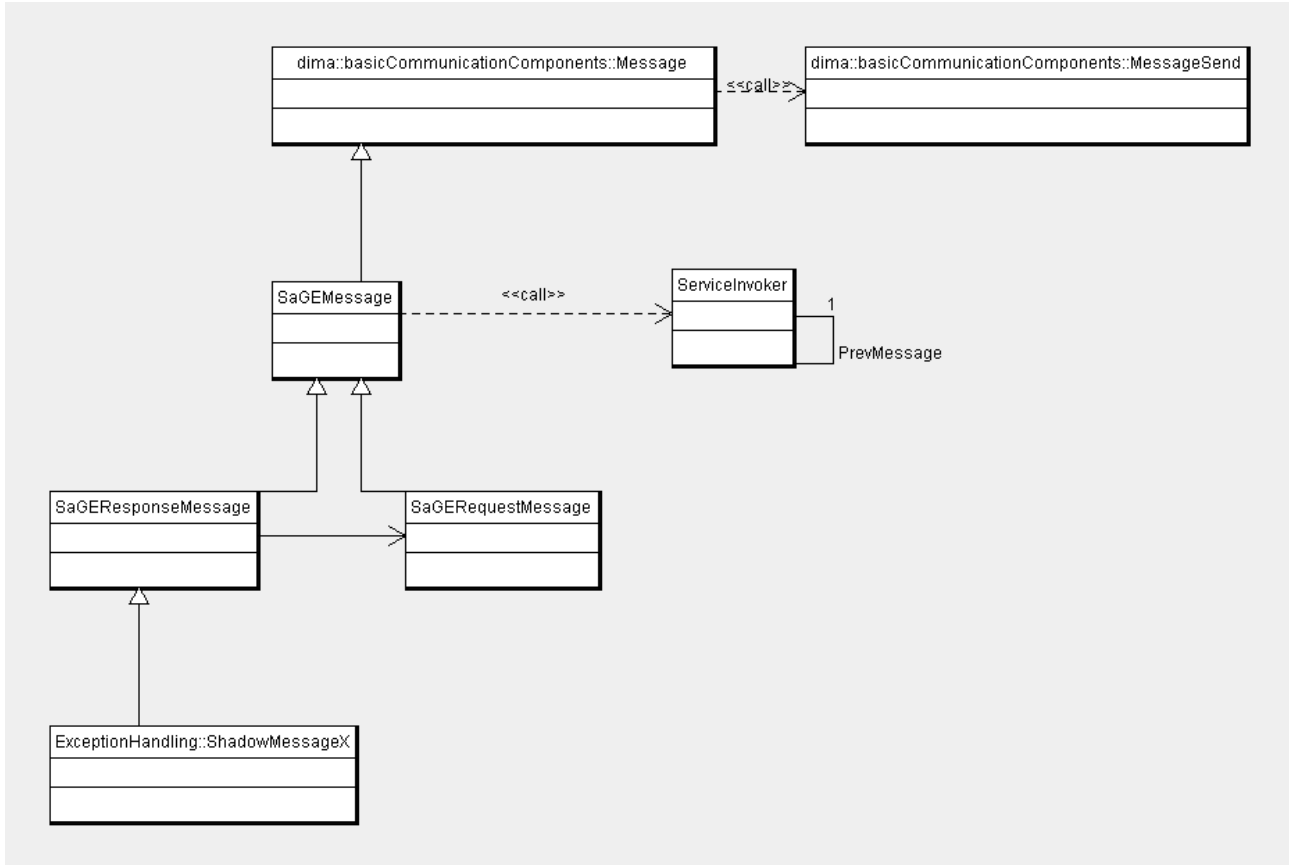 dima::basicCommunicationComponents::Message
dima::basicCommunicationComponents::MessageSend
<<call>>
SaGEMessage
<<call>>
ServiceInvoker
1
PrevMessage
SaGEResponseMessage
SaGERequestMessage
ExceptionHandling::ShadowMessageX